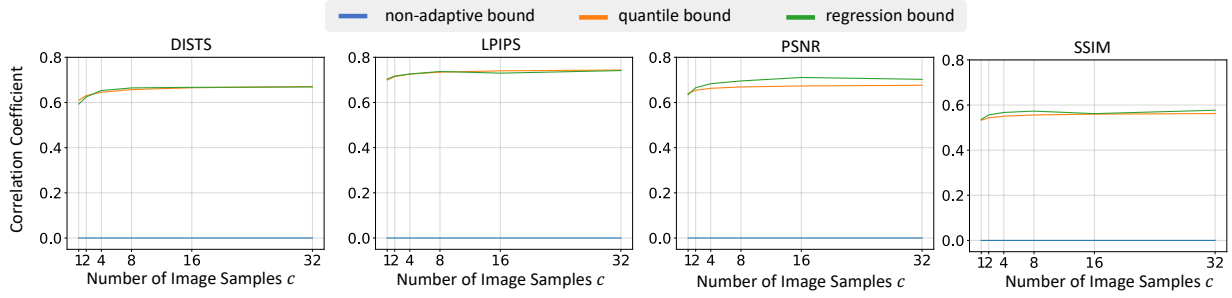 non-adaptive bound quantile bound regression bound
DISTS LPIPS PSNR SSIM
Correlation Coefficient
0.8 0.8 0.8 0.8
0.6 0.6 0.6 0.6
0.4 0.4 0.4 0.4
0.2 0.2 0.2 0.2
0.0 0.0 0.0 0.0
1 2 4 8 16 32 1 2 4 8 16 32 1 2 4 8 16 32 1 2 4 8 16 32
Number of Image Samples c Number of Image Samples c Number of Image Samples c Number of Image Samples c